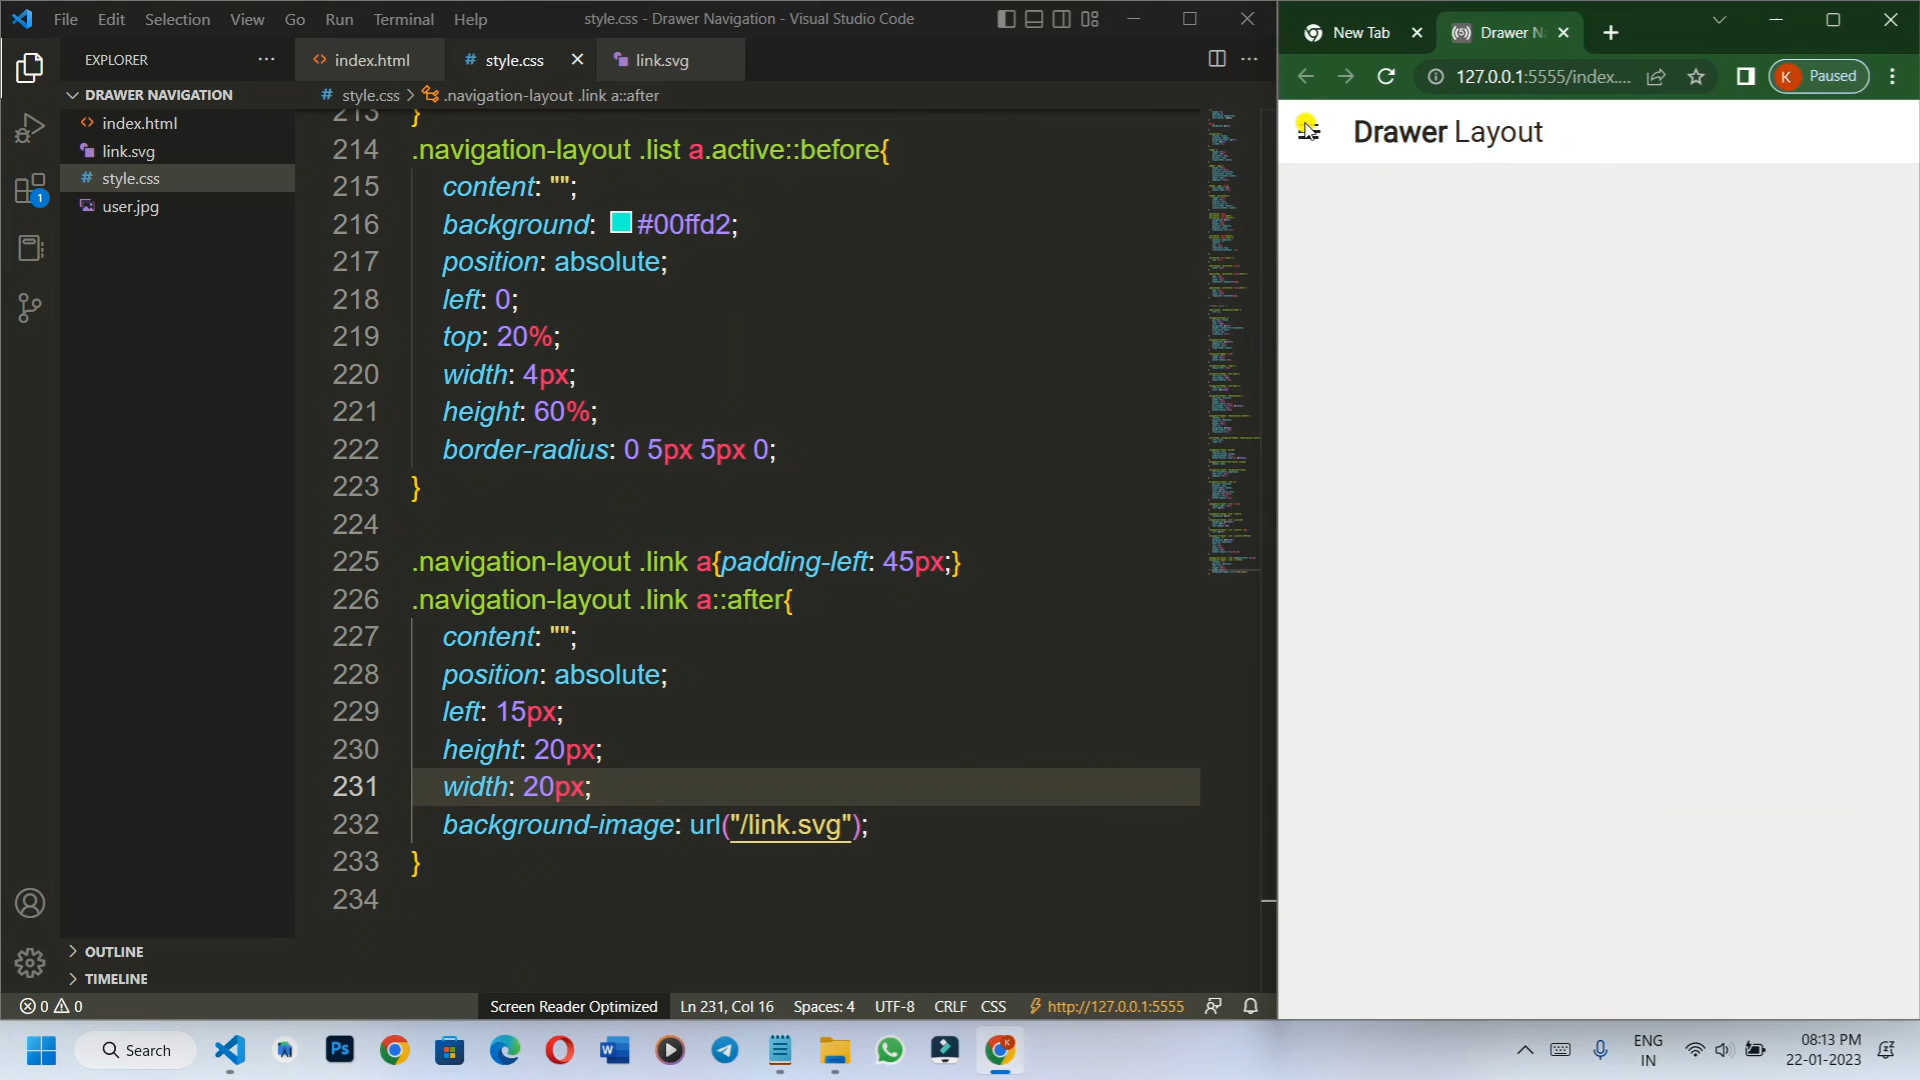 File Edit Selection View Go Run Terminal Help
style.css - Drawer Navigation - Visual Studio Code
EXPLORER
DRAWER NAVIGATION
index.html
link.svg
style.css
user.jpg
OUTLINE
TIMELINE
1
index.html
style.css
link.svg
style.css > .navigation-layout .link a::after
213 }
214 .navigation-layout .list a.active::before{
215 content: "";
216 background: #00ffd2;
217 position: absolute;
218 left: 0;
219 top: 20%;
220 width: 4px;
221 height: 60%;
222 border-radius: 0 5px 5px 0;
223 }
224
225 .navigation-layout .link a{padding-left: 45px;}
226 .navigation-layout .link a::after{
227 content: "";
228 position: absolute;
229 left: 15px;
230 height: 20px;
231 width: 20px;
232 background-image: url("/link.svg");
233 }
234
0 0
Screen Reader Optimized Ln 231, Col 16 Spaces: 4 UTF-8 CRLF CSS http://127.0.0.1:5555
New Tab
Drawer N
127.0.0.1:5555/index....
K Paused
Drawer Layout
Search
ENG
IN
08:13 PM
22-01-2023